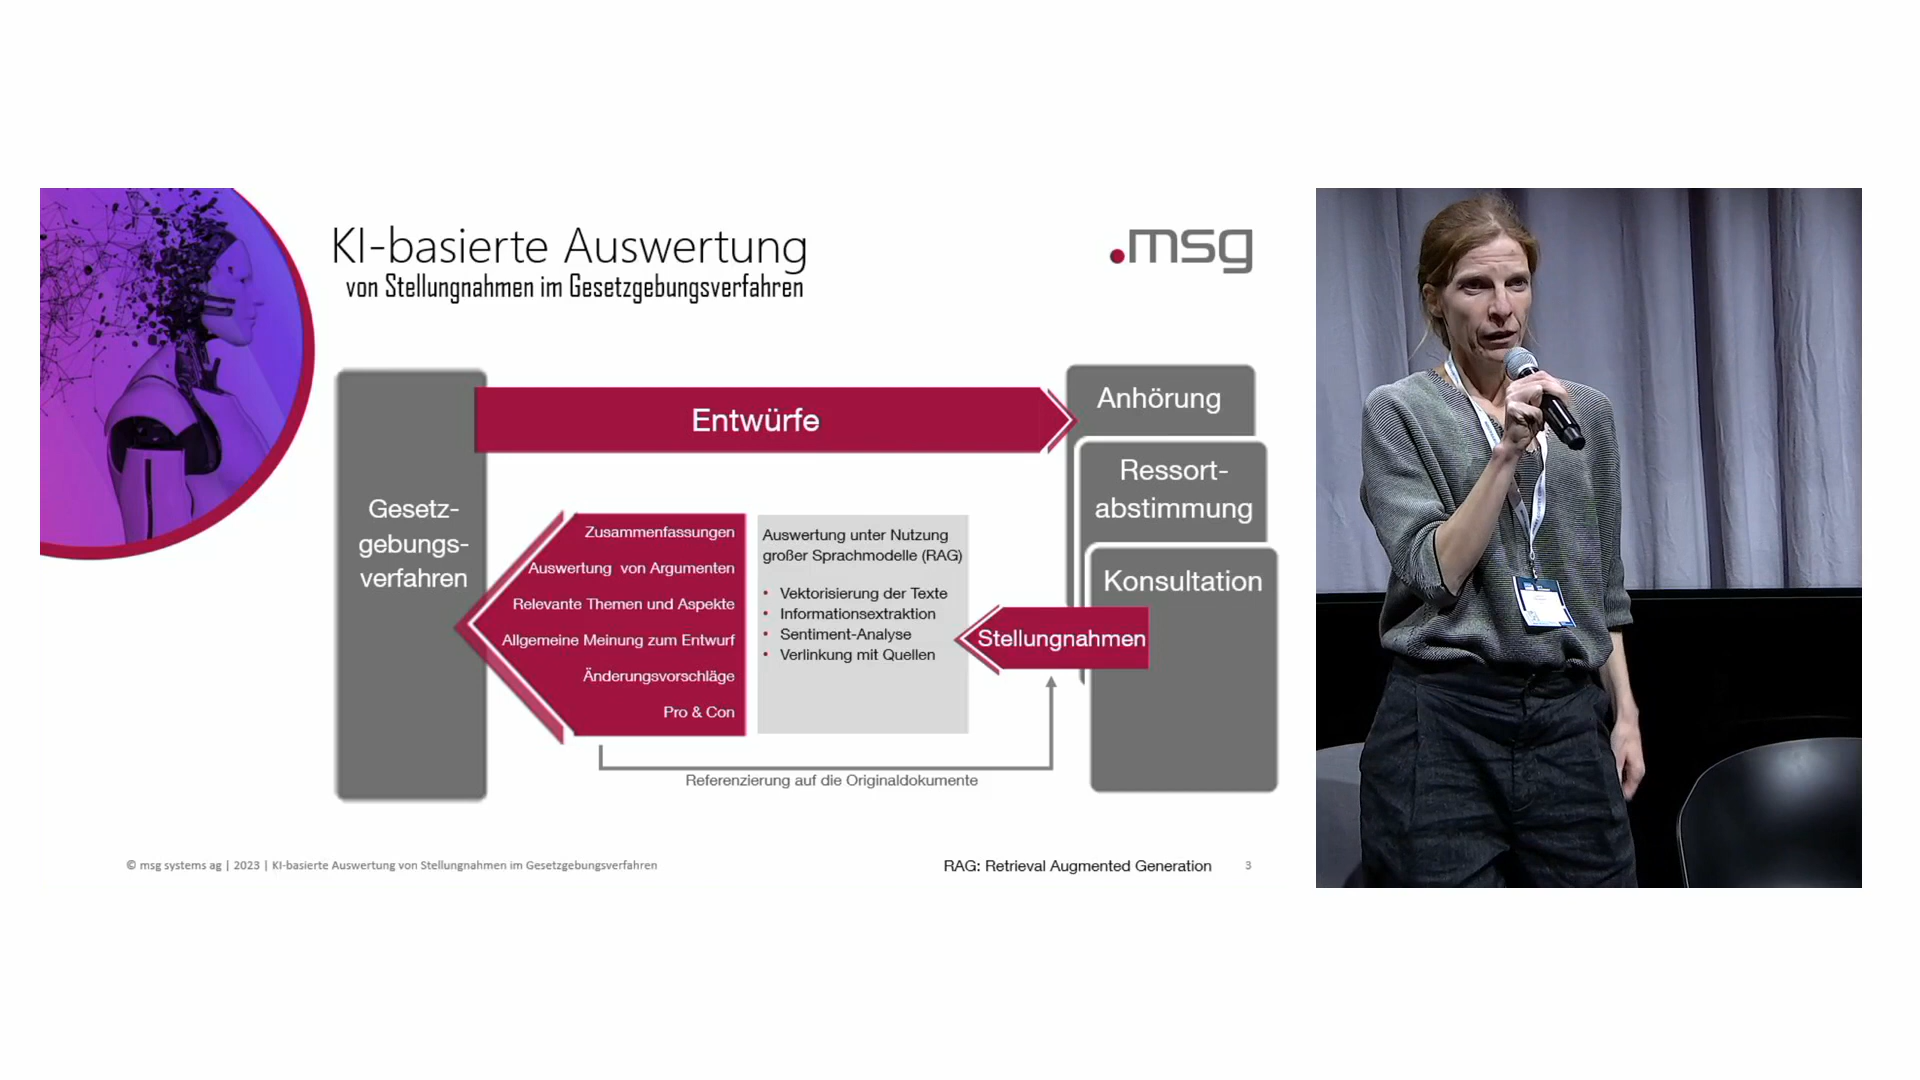 KI-basierte Auswertung
von Stellungnahmen im Gesetzgebungsverfahren
.msg
Gesetz-
gebungs-
verfahren
Entwürfe
Anhörung
Ressort-
abstimmung
Konsultation
Zusammenfassungen
Auswertung von Argumenten
Relevante Themen und Aspekte
Allgemeine Meinung zum Entwurf
Änderungsvorschläge
Pro & Con
Auswertung unter Nutzung
großer Sprachmodelle (RAG)
• Vektorisierung der Texte
• Informationsextraktion
• Sentiment-Analyse
• Verlinkung mit Quellen
Stellungnahmen
Referenzierung auf die Originaldokumente
© msg systems ag | 2023 | KI-basierte Auswertung von Stellungnahmen im Gesetzgebungsverfahren
RAG: Retrieval Augmented Generation
3